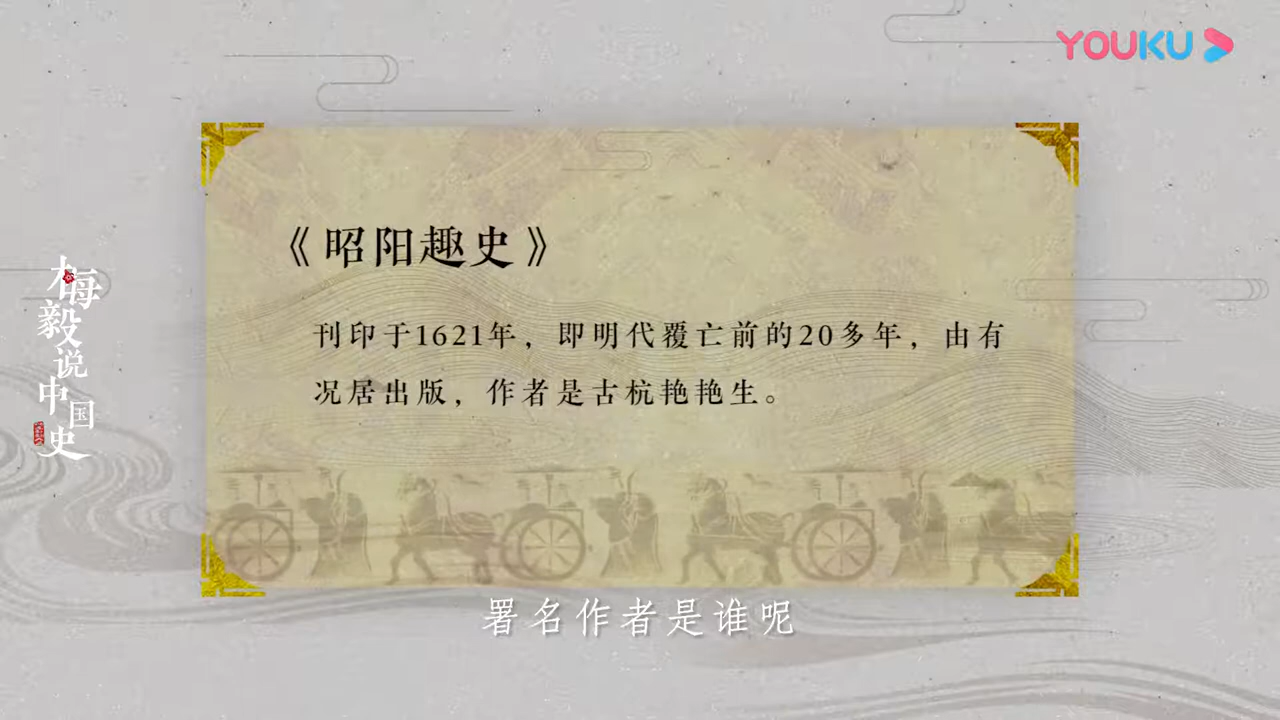 YOUKU
《昭阳趣史》
刊印于1621年，即明代覆亡前的20多年，由有
况居出版，作者是古杭艳艳生。
梅毅说中国史
署名作者是谁呢